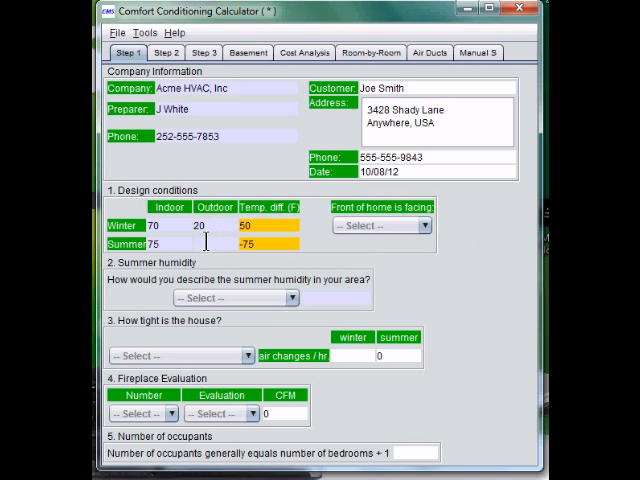 CMS Comfort Conditioning Calculator ( * )
File Tools Help
Step 1 Step 2 Step 3 Basement Cost Analysis Room-by-Room Air Ducts Manual S
Company Information
Company: Acme HVAC, Inc Customer: Joe Smith
Preparer: J White Address: 3428 Shady Lane
Anywhere, USA
Phone: 252-555-7853
Phone: 555-555-9843
Date: 10/08/12
1. Design conditions
Indoor Outdoor Temp. diff. (F) Front of home is facing:
Winter 70 20 50 -- Select --
Summer 75 -75
2. Summer humidity
How would you describe the summer humidity in your area?
-- Select --
3. How tight is the house?
winter summer
-- Select -- air changes / hr. 0
4. Fireplace Evaluation
Number Evaluation CFM
-- Select -- -- Select -- 0
5. Number of occupants
Number of occupants generally equals number of bedrooms + 1